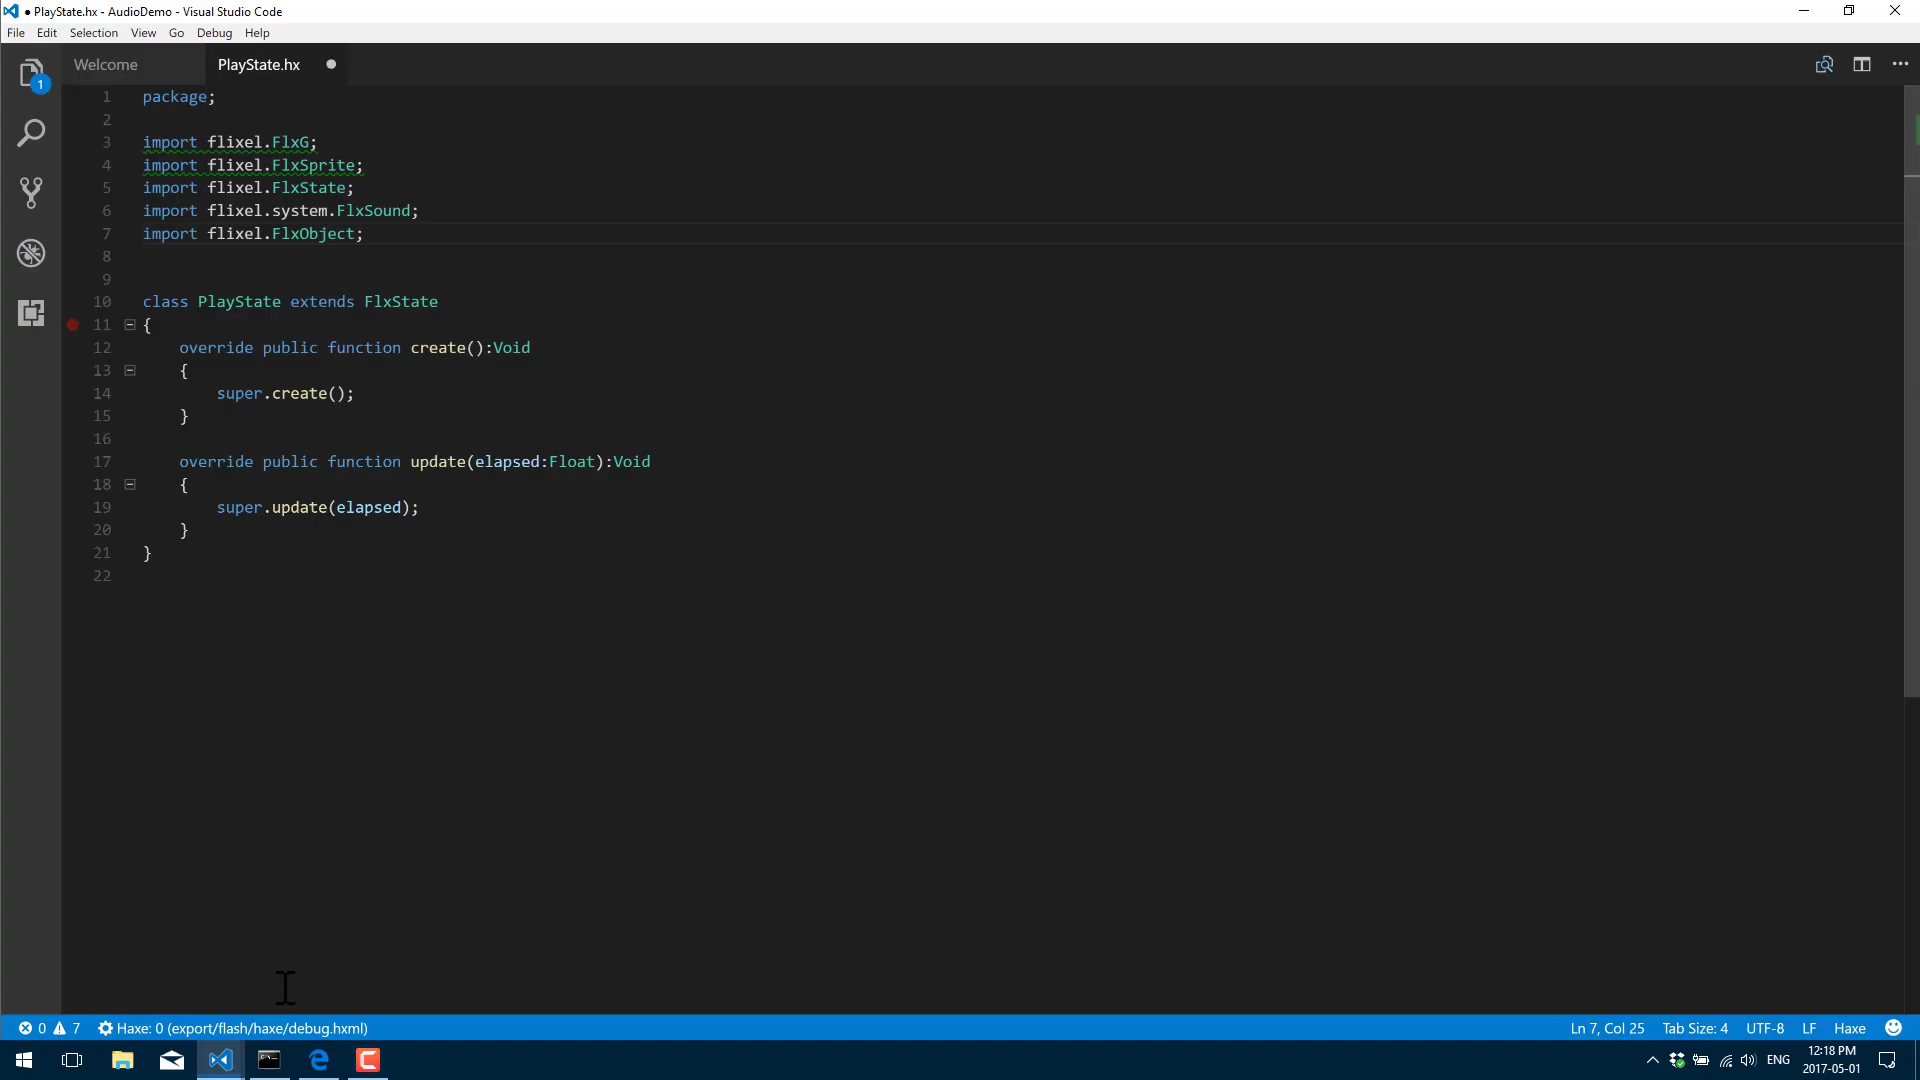 ● PlayState.hx - AudioDemo - Visual Studio Code
File Edit Selection View Go Debug Help
1
Welcome PlayState.hx
1 package;
2
3 import flixel.FlxG;
4 import flixel.FlxSprite;
5 import flixel.FlxState;
6 import flixel.system.FlxSound;
7 import flixel.FlxObject;
8
9
10 class PlayState extends FlxState
11 {
12 override public function create():Void
13 {
14 super.create();
15 }
16
17 override public function update(elapsed:Float):Void
18 {
19 super.update(elapsed);
20 }
21 }
22
0 7 Haxe: 0 (export/flash/haxe/debug.hxml) Ln 7, Col 25 Tab Size: 4 UTF-8 LF Haxe
ENG 12:18 PM
2017-05-01